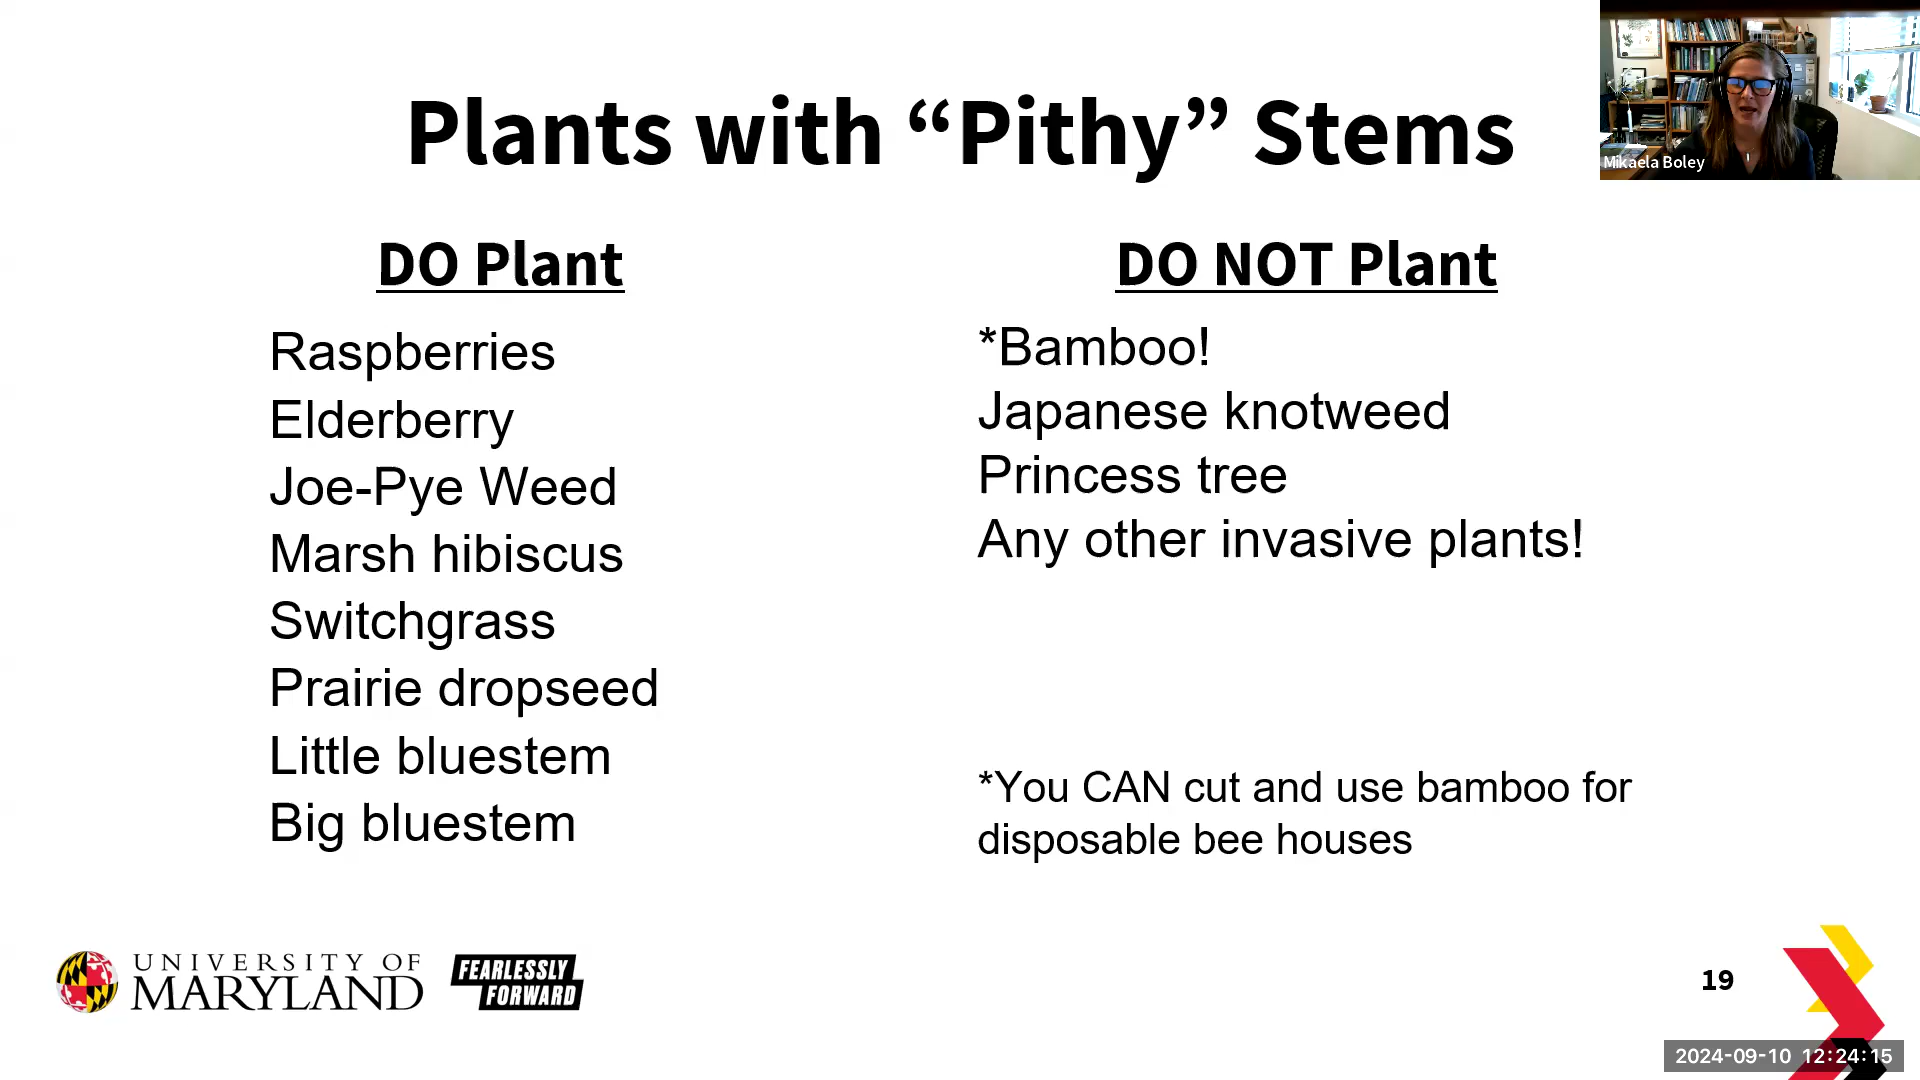 Plants with “Pithy” Stems
Mikaela Boley
DO Plant
Raspberries
Elderberry
Joe-Pye Weed
Marsh hibiscus
Switchgrass
Prairie dropseed
Little bluestem
Big bluestem
DO NOT Plant
*Bamboo!
Japanese knotweed
Princess tree
Any other invasive plants!
*You CAN cut and use bamboo for
disposable bee houses
UNIVERSITY OF
MARYLAND
FEARLESSLY
FORWARD
19
2024-09-10 12:24:15